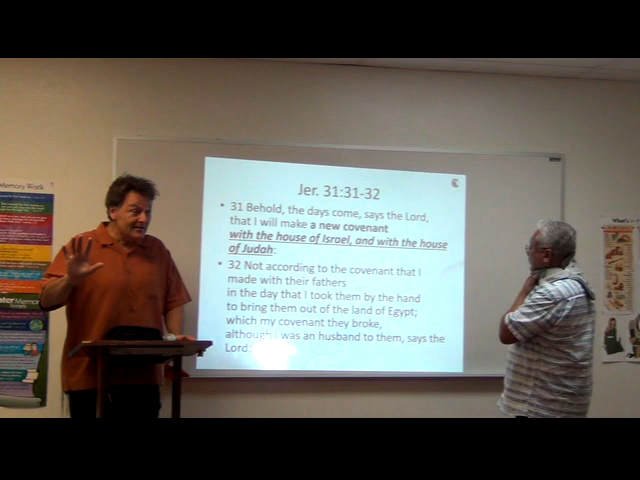 Memory Work
Jer. 31:31-32
• 31 Behold, the days come, says the Lord,
that I will make a new covenant
with the house of Israel, and with the house
of Judah:
• 32 Not according to the covenant that I
made with their fathers
in the day that I took them by the hand
to bring them out of the land of Egypt;
which my covenant they broke,
although I was an husband to them, says the
Lord:
Memory
What's